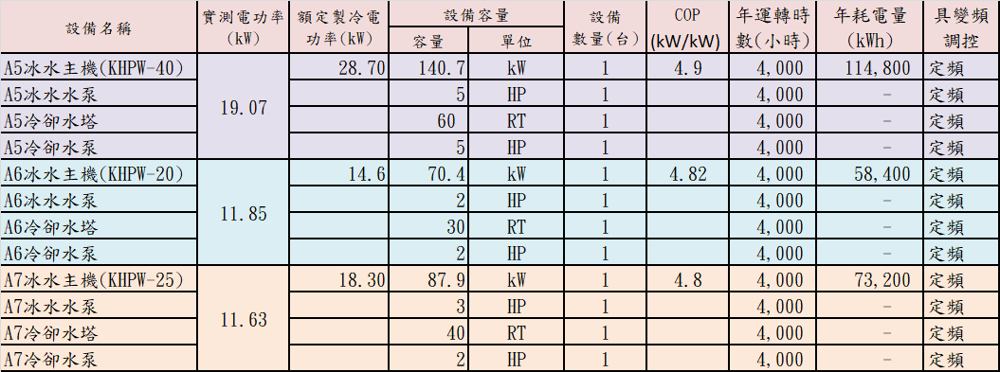 設備名稱 實測電功率(kW) 額定製冷電功率(kW) 設備容量 容量 單位 設備數量(台) COP (kW/kW) 年運轉時數(小時) 年耗電量(kWh) 具變頻調控
A5冰水主機(KHPW-40) 19.07 28.70 140.7 kW 1 4.9 4,000 114,800 定頻
A5冰水水泵 5 HP 1 4,000 - 定頻
A5冷卻水塔 60 RT 1 4,000 - 定頻
A5冷卻水泵 5 HP 1 4,000 - 定頻
A6冰水主機(KHPW-20) 11.85 14.6 70.4 kW 1 4.82 4,000 58,400 定頻
A6冰水水泵 2 HP 1 4,000 - 定頻
A6冷卻水塔 30 RT 1 4,000 - 定頻
A6冷卻水泵 2 HP 1 4,000 - 定頻
A7冰水主機(KHPW-25) 11.63 18.30 87.9 kW 1 4.8 4,000 73,200 定頻
A7冰水水泵 3 HP 1 4,000 - 定頻
A7冷卻水塔 40 RT 1 4,000 - 定頻
A7冷卻水泵 2 HP 1 4,000 - 定頻